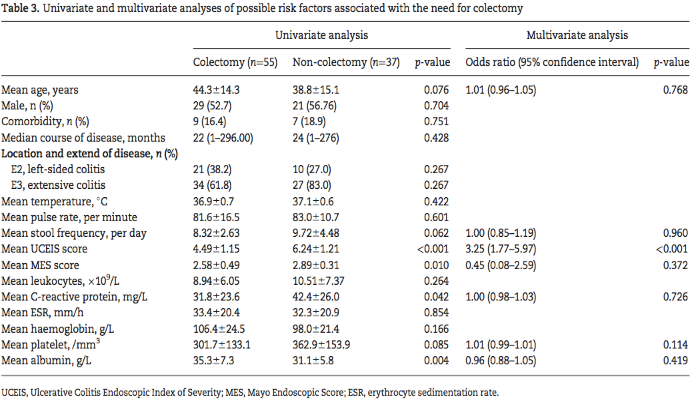 Table 3. Univariate and multivariate analyses of possible risk factors associated with the need for colectomy
Univariate analysis Multivariate analysis
Colectomy (n=55) Non-colectomy (n=37) p-value Odds ratio (95% confidence interval) p-value
Mean age, years 44.3±14.3 38.8±15.1 0.076 1.01 (0.96–1.05) 0.768
Male, n (%) 29 (52.7) 21 (56.76) 0.704
Comorbidity, n (%) 9 (16.4) 7 (18.9) 0.751
Median course of disease, months 22 (1–296.00) 24 (1–276) 0.428
Location and extend of disease, n (%)
E2, left-sided colitis 21 (38.2) 10 (27.0) 0.267
E3, extensive colitis 34 (61.8) 27 (83.0) 0.267
Mean temperature, °C 36.9±0.7 37.1±0.6 0.422
Mean pulse rate, per minute 81.6±16.5 83.0±10.7 0.601
Mean stool frequency, per day 8.32±2.63 9.72±4.48 0.062 1.00 (0.85–1.19) 0.960
Mean UCEIS score 4.49±1.15 6.24±1.21 <0.001 3.25 (1.77–5.97) <0.001
Mean MES score 2.58±0.49 2.89±0.31 0.010 0.45 (0.08–2.59) 0.372
Mean leukocytes, ×10⁹/L 8.94±6.05 10.51±7.37 0.264
Mean C-reactive protein, mg/L 31.8±23.6 42.4±26.0 0.042 1.00 (0.98–1.03) 0.726
Mean ESR, mm/h 33.4±20.4 32.3±20.9 0.854
Mean haemoglobin, g/L 106.4±24.5 98.0±21.4 0.166
Mean platelet, /mm³ 301.7±133.1 362.9±153.9 0.085 1.01 (0.99–1.01) 0.114
Mean albumin, g/L 35.3±7.3 31.1±5.8 0.004 0.96 (0.88–1.05) 0.419
UCEIS, Ulcerative Colitis Endoscopic Index of Severity; MES, Mayo Endoscopic Score; ESR, erythrocyte sedimentation rate.